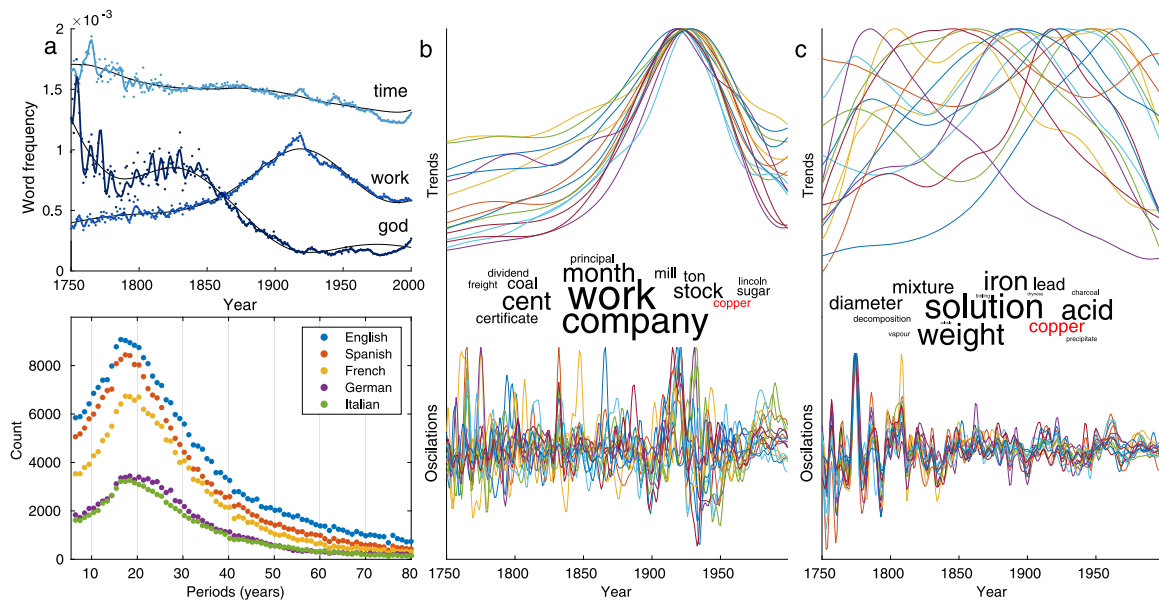 × 10⁻³
a
2
1.5
1
0.5
0
Word frequency
time
work
god
1750 1800 1850 1900 1950 2000
Year
8000
6000
4000
2000
0
Count
English
Spanish
French
German
Italian
10 20 30 40 50 60 70 80
Periods (years)
b
Trends
principal
dividend month mill ton
freight coal lincoln
cent work stock sugar
copper
certificate company
Oscilations
1750 1800 1850 1900 1950
Year
c
Trends
mixture iron lead
charcoal
boiling dryness
diameter solution acid
decomposition copper
vapour weight precipitate
Oscilations
1750 1800 1850 1900 1950
Year